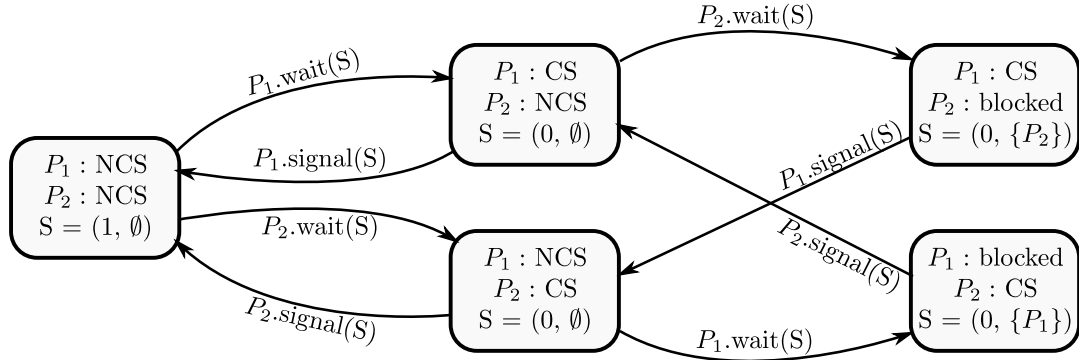 P₁ : NCS
P₂ : NCS
S = (1, ∅)
P₁.wait(S)
P₁.signal(S)
P₂.wait(S)
P₂.signal(S)
P₁ : CS
P₂ : NCS
S = (0, ∅)
P₁ : NCS
P₂ : CS
S = (0, ∅)
P₂.wait(S)
P₁.signal(S)
P₂.signal(S)
P₁.wait(S)
P₁ : CS
P₂ : blocked
S = (0, {P₂})
P₁ : blocked
P₂ : CS
S = (0, {P₁})